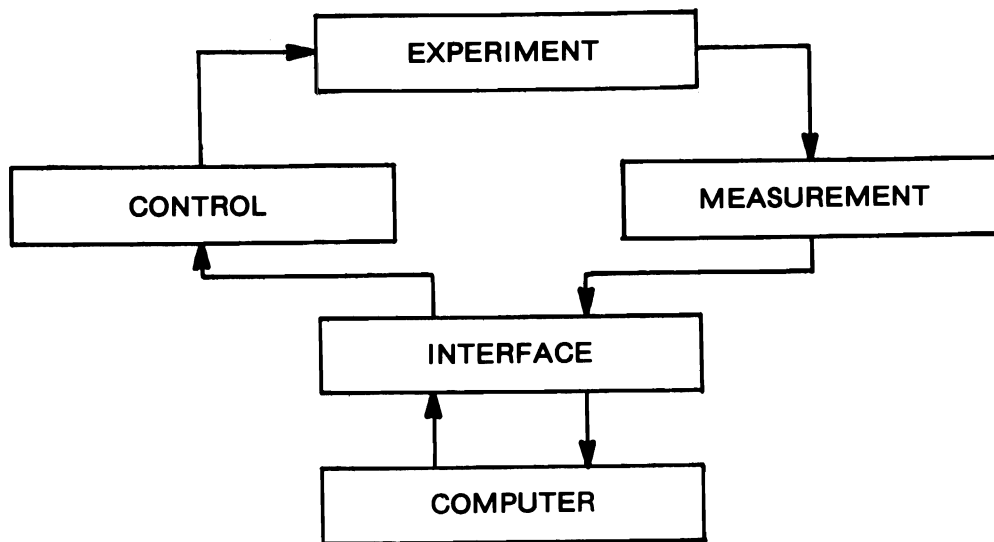 EXPERIMENT
CONTROL
MEASUREMENT
INTERFACE
COMPUTER